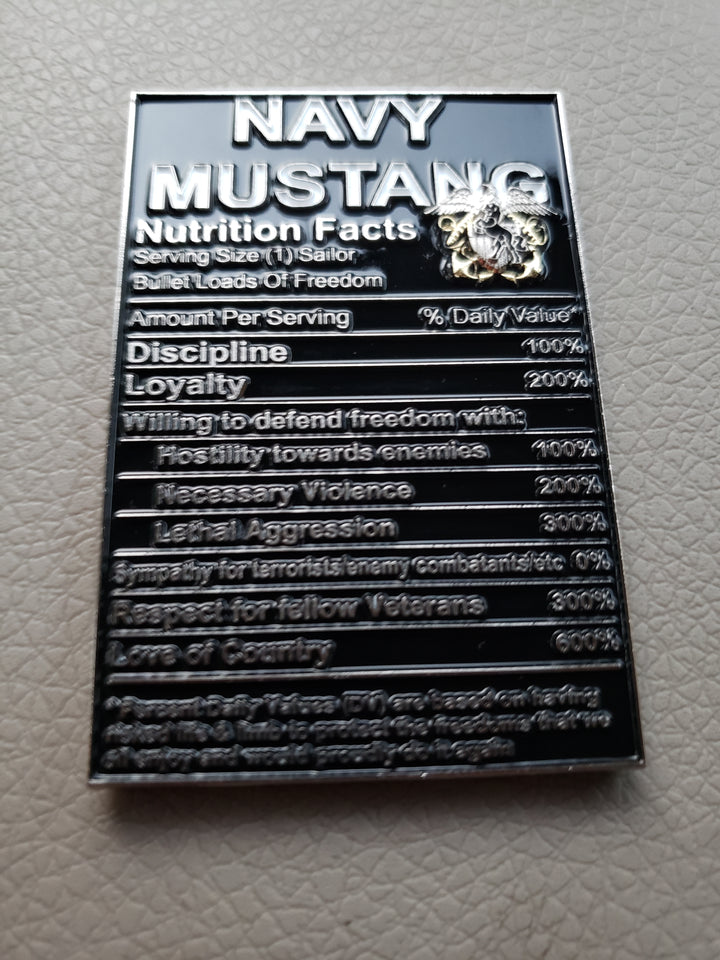 NAVY
MUSTANG
Nutrition Facts
Serving Size (1) Sailor
Bullet Loads Of Freedom
Amount Per Serving % Daily Value*
Discipline 100%
Loyalty 200%
Willing to defend freedom with:
Hostility towards enemies 100%
Necessary Violence 200%
Lethal Aggression 300%
Sympathy for terrorists/enemy combatants/etc 0%
Respect for fellow Veterans 300%
Love of Country 600%
*Percent Daily Values (DV) are based on having
risked life & limb to protect the freedoms that we
all enjoy and would proudly do it again